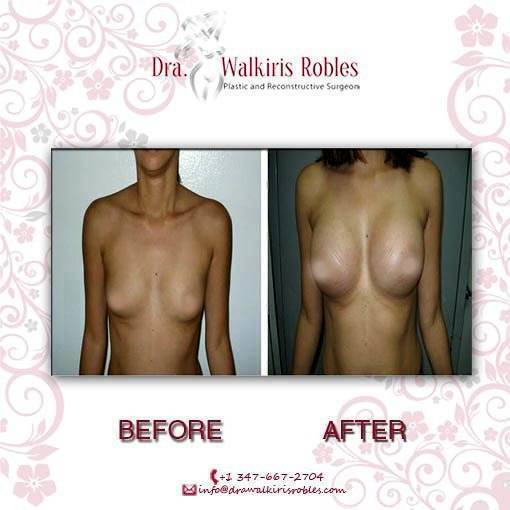 Dra. Walkiris Robles
Plastic and Reconstructive Surgeon
BEFORE AFTER
+1 347-667-2704
info@drawalkirisrobles.com